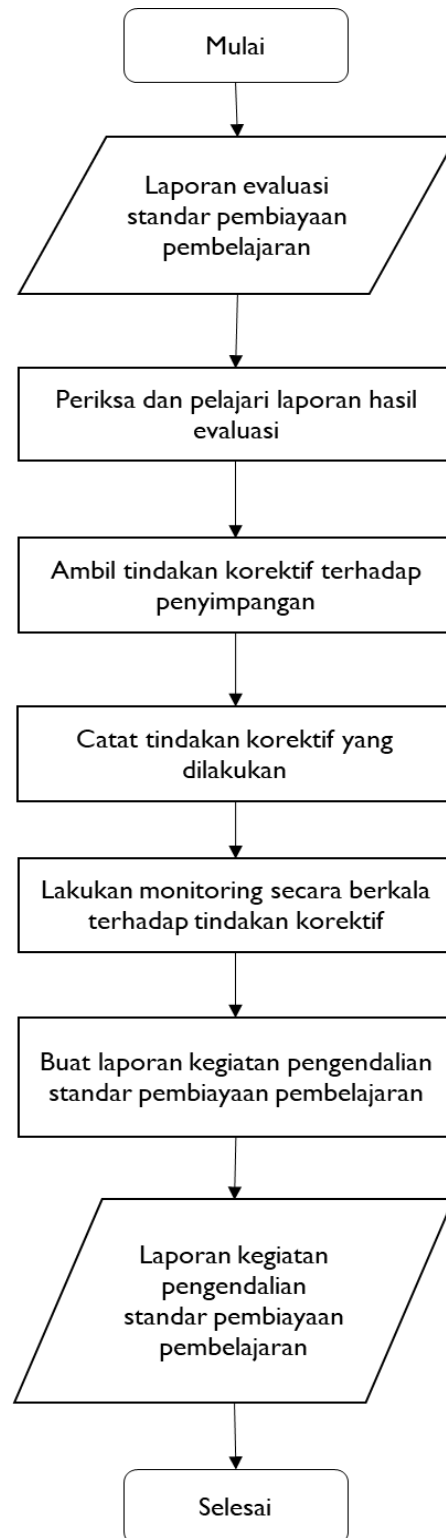 Mulai
Laporan evaluasi
standar pembiayaan
pembelajaran
Periksa dan pelajari laporan hasil
evaluasi
Ambil tindakan korektif terhadap
penyimpangan
Catat tindakan korektif yang
dilakukan
Lakukan monitoring secara berkala
terhadap tindakan korektif
Buat laporan kegiatan pengendalian
standar pembiayaan pembelajaran
Laporan kegiatan
pengendalian
standar pembiayaan
pembelajaran
Selesai